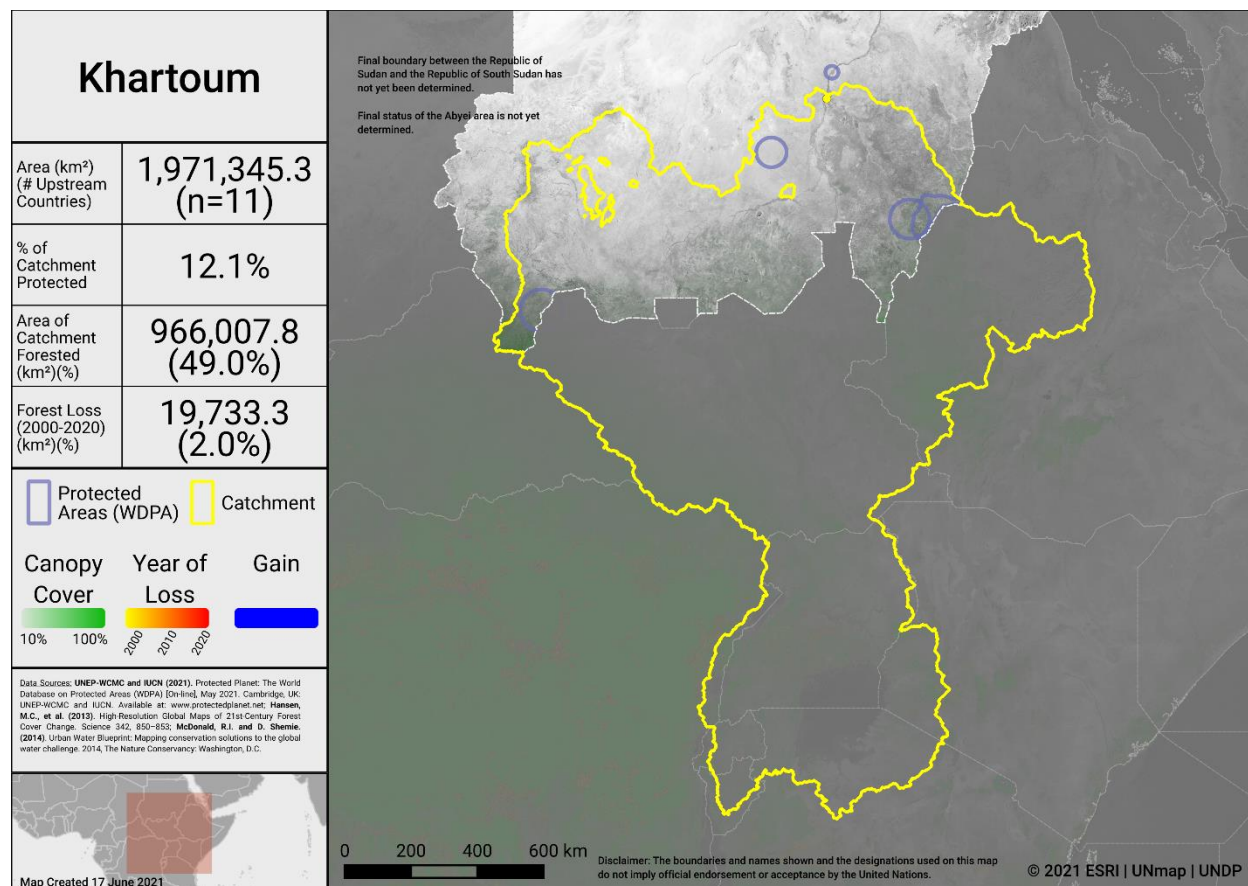 Khartoum
Area (km²)
(# Upstream
Countries)
1,971,345.3
(n=11)
% of
Catchment
Protected
12.1%
Area of
Catchment
Forested
(km²)(%)
966,007.8
(49.0%)
Forest Loss
(2000-2020)
(km²)(%)
19,733.3
(2.0%)
Protected
Areas (WDPA)
Catchment
Canopy
Cover
10% 100%
Year of
Loss
2000 2010 2020
Gain
Data Sources: UNEP-WCMC and IUCN (2021). Protected Planet: The World
Database on Protected Areas (WDPA) [On-line], May 2021. Cambridge, UK:
UNEP-WCMC and IUCN. Available at: www.protectedplanet.net; Hansen,
M.C., et al. (2013). High-Resolution Global Maps of 21st-Century Forest
Cover Change. Science 342, 850–853; McDonald, R.I. and D. Shemie.
(2014). Urban Water Blueprint: Mapping conservation solutions to the global
water challenge. 2014, The Nature Conservancy: Washington, D.C.
Map Created 17 June 2021
Final boundary between the Republic of
Sudan and the Republic of South Sudan has
not yet been determined.
Final status of the Abyei area is not yet
determined.
0 200 400 600 km
Disclaimer: The boundaries and names shown and the designations used on this map
do not imply official endorsement or acceptance by the United Nations.
© 2021 ESRI | UNmap | UNDP